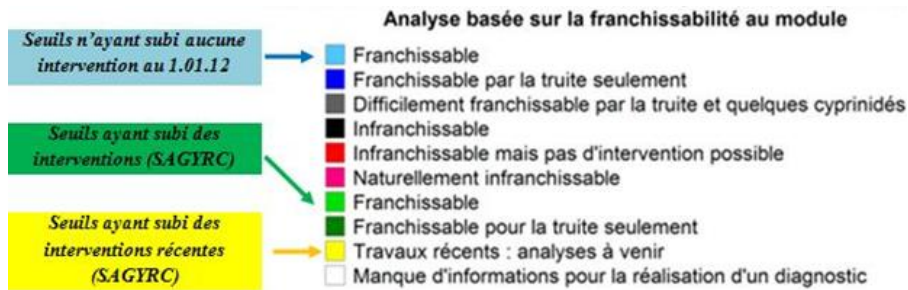 Analyse basée sur la franchissabilité au module
Seuils n'ayant subi aucune
intervention au 1.01.12
Franchissable
Franchissable par la truite seulement
Difficilement franchissable par la truite et quelques cyprinidés
Infranchissable
Infranchissable mais pas d'intervention possible
Naturellement infranchissable
Seuils ayant subi des
interventions (SAGYRC)
Franchissable
Franchissable pour la truite seulement
Seuils ayant subi des
interventions récentes
(SAGYRC)
Travaux récents : analyses à venir
Manque d'informations pour la réalisation d'un diagnostic